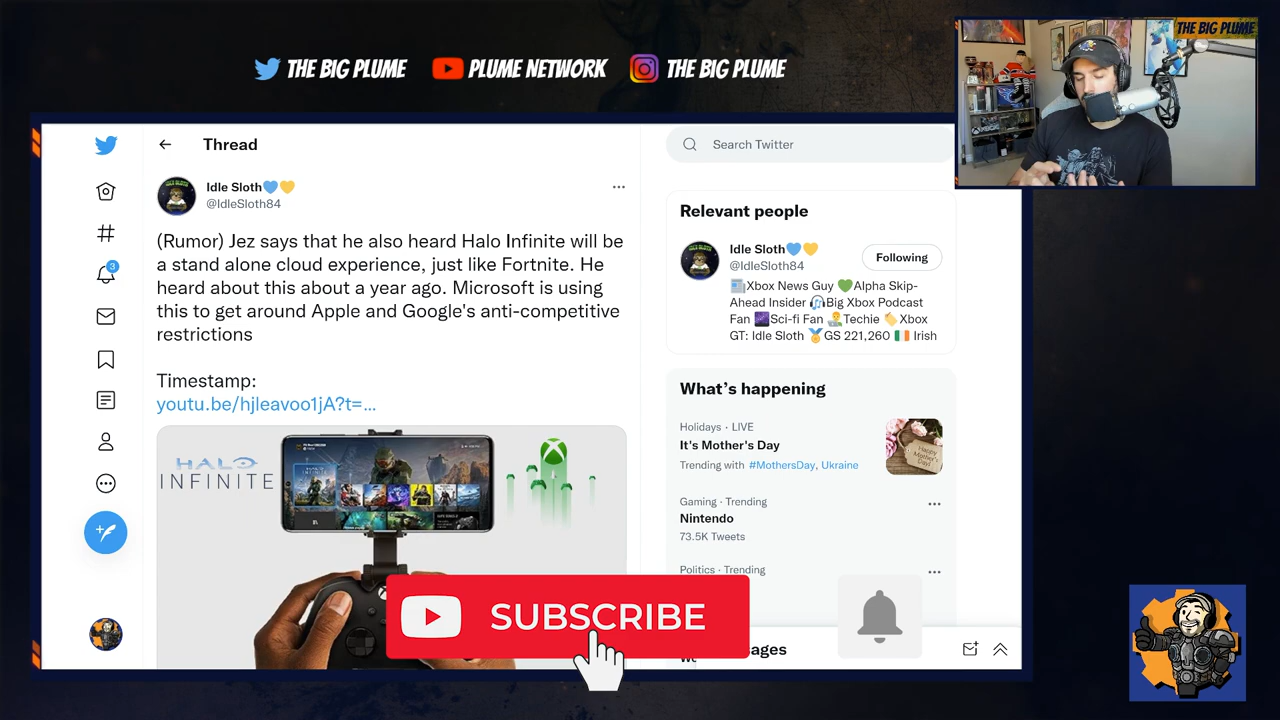 THE BIG PLUME
THE BIG PLUME
PLUME NETWORK
THE BIG PLUME
Thread
Search Twitter
3
Idle Sloth💙💛
@IdleSloth84
(Rumor) Jez says that he also heard Halo Infinite will be
a stand alone cloud experience, just like Fortnite. He
heard about this about a year ago. Microsoft is using
this to get around Apple and Google's anti-competitive
restrictions
Timestamp:
youtu.be/hjleavoo1jA?t=...
HALO
INFINITE
Relevant people
Idle Sloth💙💛
@IdleSloth84
Following
📰Xbox News Guy 💚Alpha Skip-
Ahead Insider 🎧Big Xbox Podcast
Fan 🌌Sci-fi Fan 👨‍💻Techie 🏷️Xbox
GT: Idle Sloth 🏅GS 221,260 🇮🇪 Irish
What's happening
Holidays · LIVE
It's Mother's Day
Trending with #MothersDay, Ukraine
Gaming · Trending
Nintendo
73.5K Tweets
Politics · Trending
SUBSCRIBE
ages